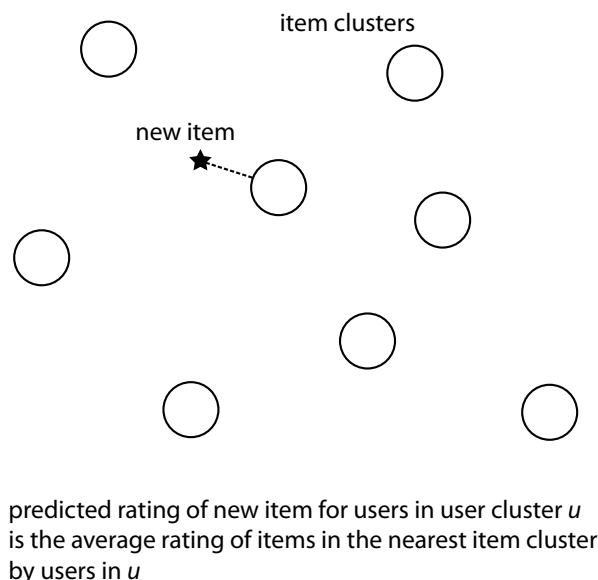 item clusters
new item
predicted rating of new item for users in user cluster u
is the average rating of items in the nearest item cluster
by users in u